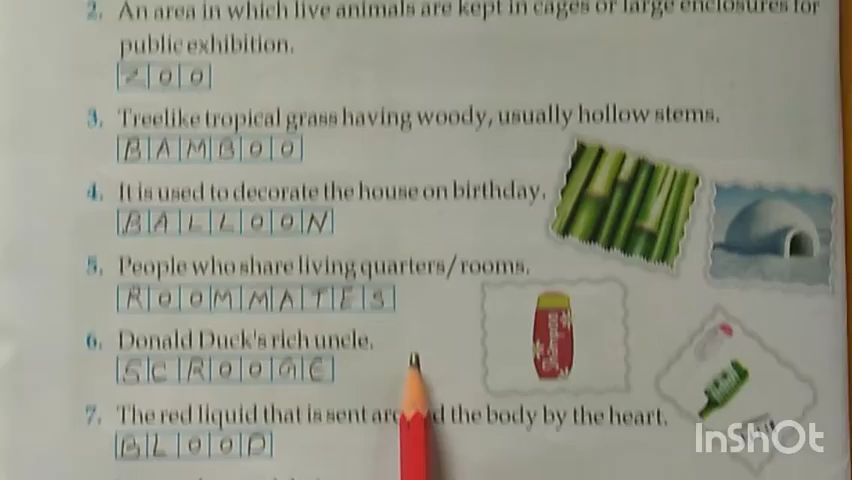 2. An area in which live animals are kept in cages or large enclosures for
public exhibition.
ZOO
3. Treelike tropical grass having woody, usually hollow stems.
BAMBOO
4. It is used to decorate the house on birthday.
BALLOON
5. People who share living quarters/rooms.
ROOMMATES
6. Donald Duck's rich uncle.
SCROOGE
Shampoo
7. The red liquid that is sent the body by the heart.
BLOOD
InShOt